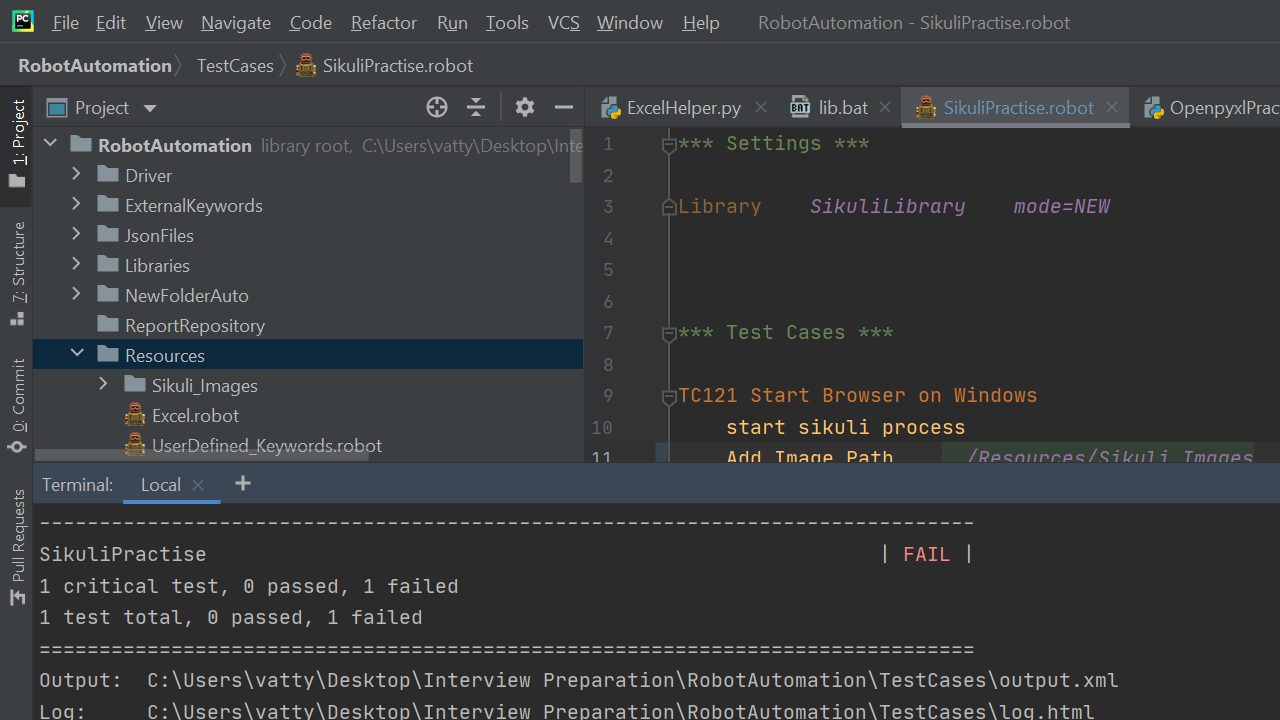 PC File Edit View Navigate Code Refactor Run Tools VCS Window Help RobotAutomation - SikuliPractise.robot
RobotAutomation TestCases SikuliPractise.robot
1: Project
7: Structure
0: Commit
Pull Requests
Project
RobotAutomation library root, C:\Users\vatty\Desktop\Inte
Driver
ExternalKeywords
JsonFiles
Libraries
NewFolderAuto
ReportRepository
Resources
Sikuli_Images
Excel.robot
UserDefined_Keywords.robot
ExcelHelper.py BAT lib.bat SikuliPractise.robot OpenpyxlPrac
1 *** Settings ***
2
3 Library SikuliLibrary mode=NEW
4
5
6
7 *** Test Cases ***
8
9 TC121 Start Browser on Windows
10 start sikuli process
11 Add Image Path /Resources/Sikuli_Images
Terminal: Local +
------------------------------------------------------------------------------
SikuliPractise | FAIL |
1 critical test, 0 passed, 1 failed
1 test total, 0 passed, 1 failed
==============================================================================
Output: C:\Users\vatty\Desktop\Interview Preparation\RobotAutomation\TestCases\output.xml
Log: C:\Users\vatty\Desktop\Interview Preparation\RobotAutomation\TestCases\log.html